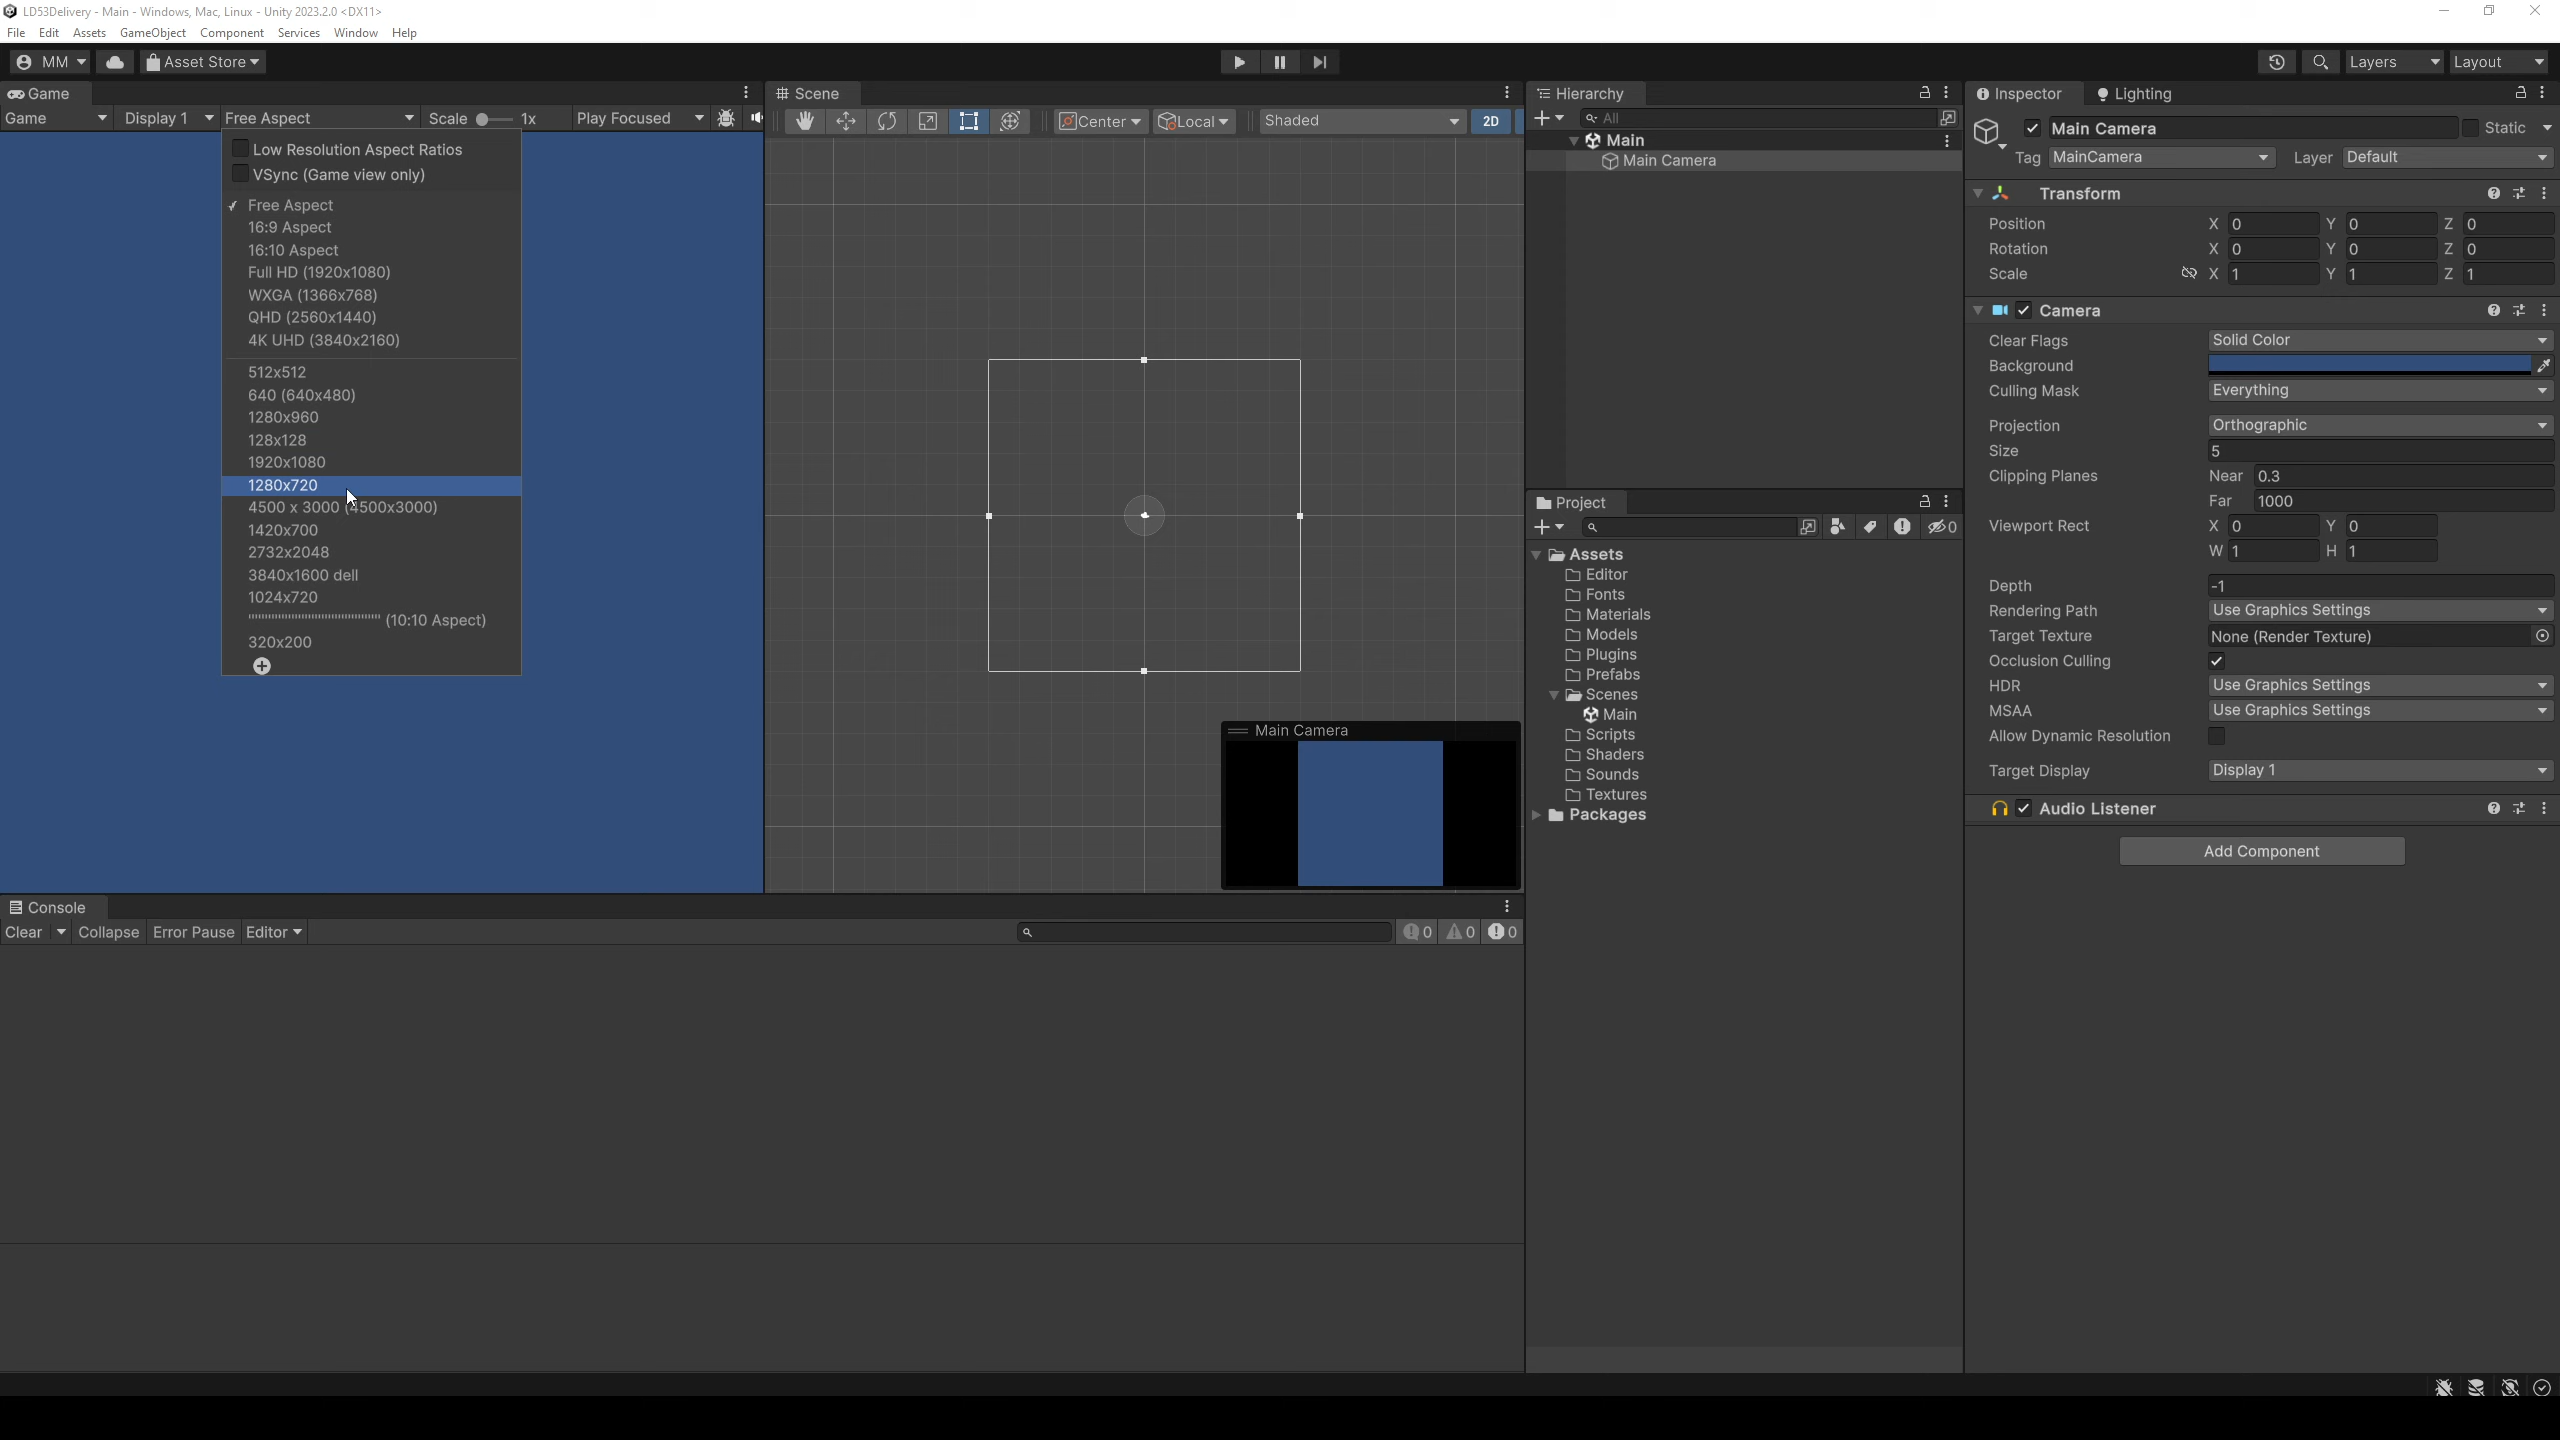 LD53Delivery - Main - Windows, Mac, Linux - Unity 2023.2.0 <DX11>
File Edit Assets GameObject Component Services Window Help
MM Asset Store Layers Layout
Game
Game Display 1 Free Aspect Scale 1x Play Focused
Low Resolution Aspect Ratios
VSync (Game view only)
Free Aspect
16:9 Aspect
16:10 Aspect
Full HD (1920x1080)
WXGA (1366x768)
QHD (2560x1440)
4K UHD (3840x2160)
512x512
640 (640x480)
1280x960
128x128
1920x1080
1280x720
4500 x 3000 (4500x3000)
1420x700
2732x2048
3840x1600 dell
1024x720
(10:10 Aspect)
320x200
Scene
Center Local Shaded 2D
Main Camera
Console
Clear Collapse Error Pause Editor 0 0 0
Hierarchy
All
Main
Main Camera
Project
0
Assets
Editor
Fonts
Materials
Models
Plugins
Prefabs
Scenes
Main
Scripts
Shaders
Sounds
Textures
Packages
Inspector Lighting
Main Camera Static
Tag MainCamera Layer Default
Transform
Position X 0 Y 0 Z 0
Rotation X 0 Y 0 Z 0
Scale X 1 Y 1 Z 1
Camera
Clear Flags Solid Color
Background
Culling Mask Everything
Projection Orthographic
Size 5
Clipping Planes Near 0.3
Far 1000
Viewport Rect X 0 Y 0
W 1 H 1
Depth -1
Rendering Path Use Graphics Settings
Target Texture None (Render Texture)
Occlusion Culling
HDR Use Graphics Settings
MSAA Use Graphics Settings
Allow Dynamic Resolution
Target Display Display 1
Audio Listener
Add Component